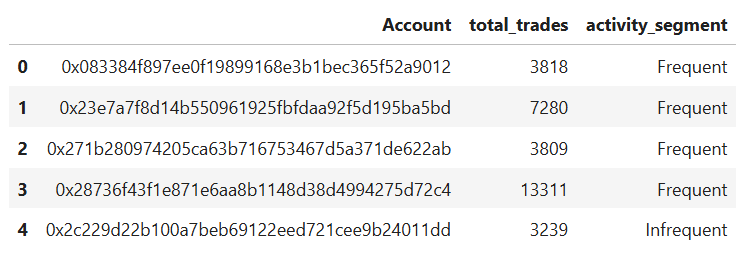 Account total_trades activity_segment
0 0x083384f897ee0f19899168e3b1bec365f52a9012 3818 Frequent
1 0x23e7a7f8d14b550961925fbfdaa92f5d195ba5bd 7280 Frequent
2 0x271b280974205ca63b716753467d5a371de622ab 3809 Frequent
3 0x28736f43f1e871e6aa8b1148d38d4994275d72c4 13311 Frequent
4 0x2c229d22b100a7beb69122eed721cee9b24011dd 3239 Infrequent